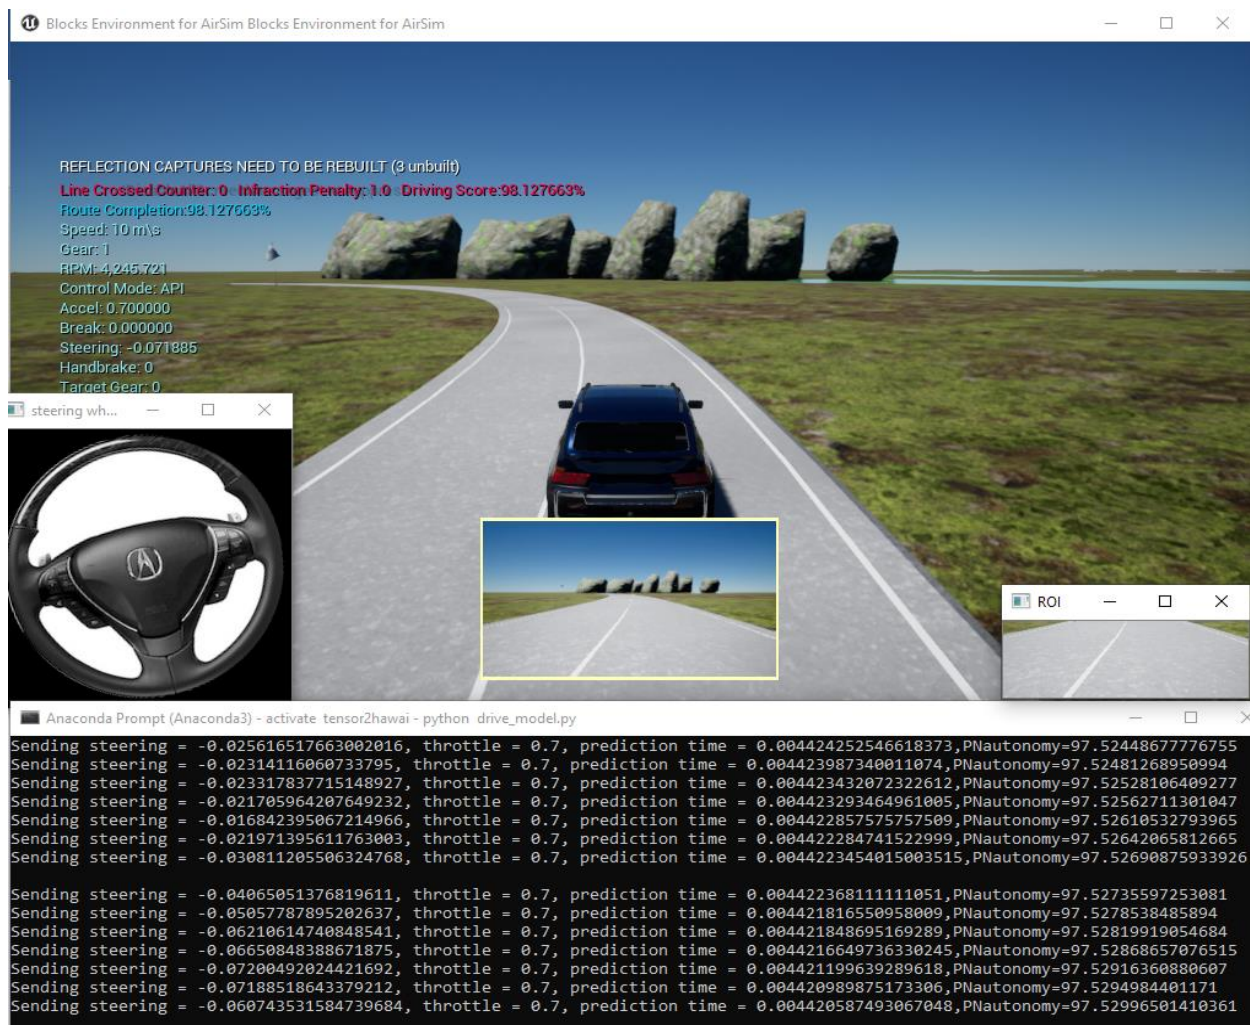 Blocks Environment for AirSim Blocks Environment for AirSim
REFLECTION CAPTURES NEED TO BE REBUILT (3 unbuilt)
Line Crossed Counter: 0 Infraction Penalty: 1.0 Driving Score:98.127663%
Route Completion:98.127663%
Speed: 10 m\s
Gear: 1
RPM: 4,245.721
Control Mode: API
Accel: 0.700000
Break: 0.000000
Steering: -0.071885
Handbrake: 0
Target Gear: 0
steering wh...
ROI
Anaconda Prompt (Anaconda3) - activate tensor2hawai - python drive_model.py
Sending steering = -0.025616517663002016, throttle = 0.7, prediction time = 0.004424252546618373,PNautonomy=97.52448677776755
Sending steering = -0.02314116060733795, throttle = 0.7, prediction time = 0.004423987340011074,PNautonomy=97.52481268950994
Sending steering = -0.023317837715148927, throttle = 0.7, prediction time = 0.004423432072322612,PNautonomy=97.52528106409277
Sending steering = -0.021705964207649232, throttle = 0.7, prediction time = 0.004423293464961005,PNautonomy=97.52562711301047
Sending steering = -0.016842395067214966, throttle = 0.7, prediction time = 0.004422857575757509,PNautonomy=97.52610532793965
Sending steering = -0.021971395611763003, throttle = 0.7, prediction time = 0.004422284741522999,PNautonomy=97.52642065812665
Sending steering = -0.030811205506324768, throttle = 0.7, prediction time = 0.0044223454015003515,PNautonomy=97.52690875933926
Sending steering = -0.04065051376819611, throttle = 0.7, prediction time = 0.004422368111111051,PNautonomy=97.52735597253081
Sending steering = -0.05057787895202637, throttle = 0.7, prediction time = 0.004421816550958009,PNautonomy=97.5278538485894
Sending steering = -0.06210614740848541, throttle = 0.7, prediction time = 0.004421848695169289,PNautonomy=97.52819919054684
Sending steering = -0.06650848388671875, throttle = 0.7, prediction time = 0.0044216649736330245,PNautonomy=97.52868657076515
Sending steering = -0.07200492024421692, throttle = 0.7, prediction time = 0.004421199639289618,PNautonomy=97.52916360880607
Sending steering = -0.07188518643379212, throttle = 0.7, prediction time = 0.004420989875173306,PNautonomy=97.5294984401171
Sending steering = -0.060743531584739684, throttle = 0.7, prediction time = 0.004420587493067048,PNautonomy=97.52996501410361